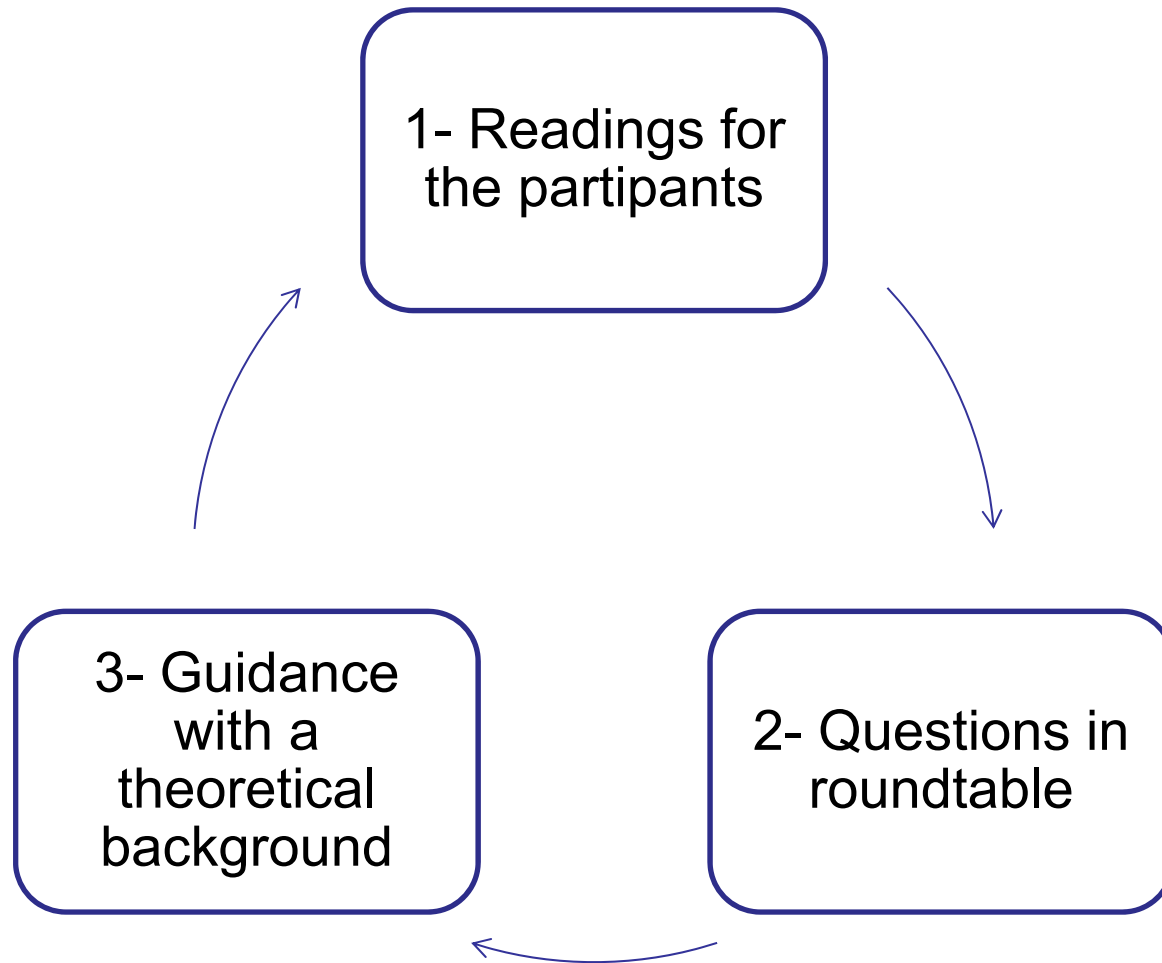 1- Readings for
the partipants
2- Questions in
roundtable
3- Guidance
with a
theoretical
background